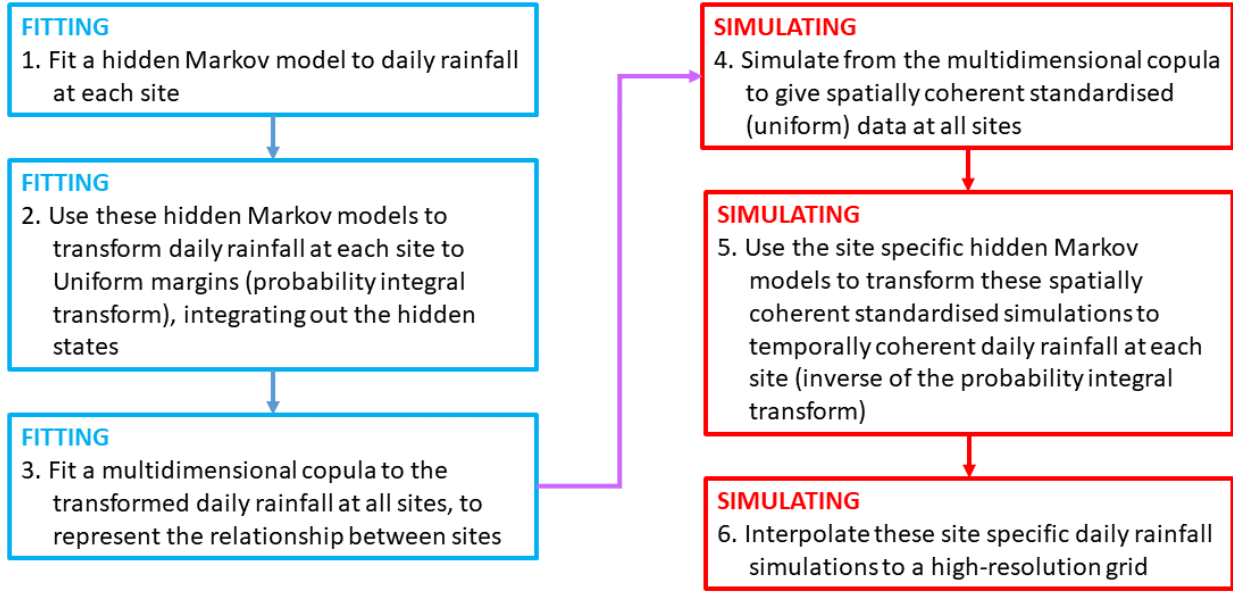 FITTING
1. Fit a hidden Markov model to daily rainfall
at each site
FITTING
2. Use these hidden Markov models to
transform daily rainfall at each site to
Uniform margins (probability integral
transform), integrating out the hidden
states
FITTING
3. Fit a multidimensional copula to the
transformed daily rainfall at all sites, to
represent the relationship between sites
SIMULATING
4. Simulate from the multidimensional copula
to give spatially coherent standardised
(uniform) data at all sites
SIMULATING
5. Use the site specific hidden Markov
models to transform these spatially
coherent standardised simulations to
temporally coherent daily rainfall at each
site (inverse of the probability integral
transform)
SIMULATING
6. Interpolate these site specific daily rainfall
simulations to a high-resolution grid